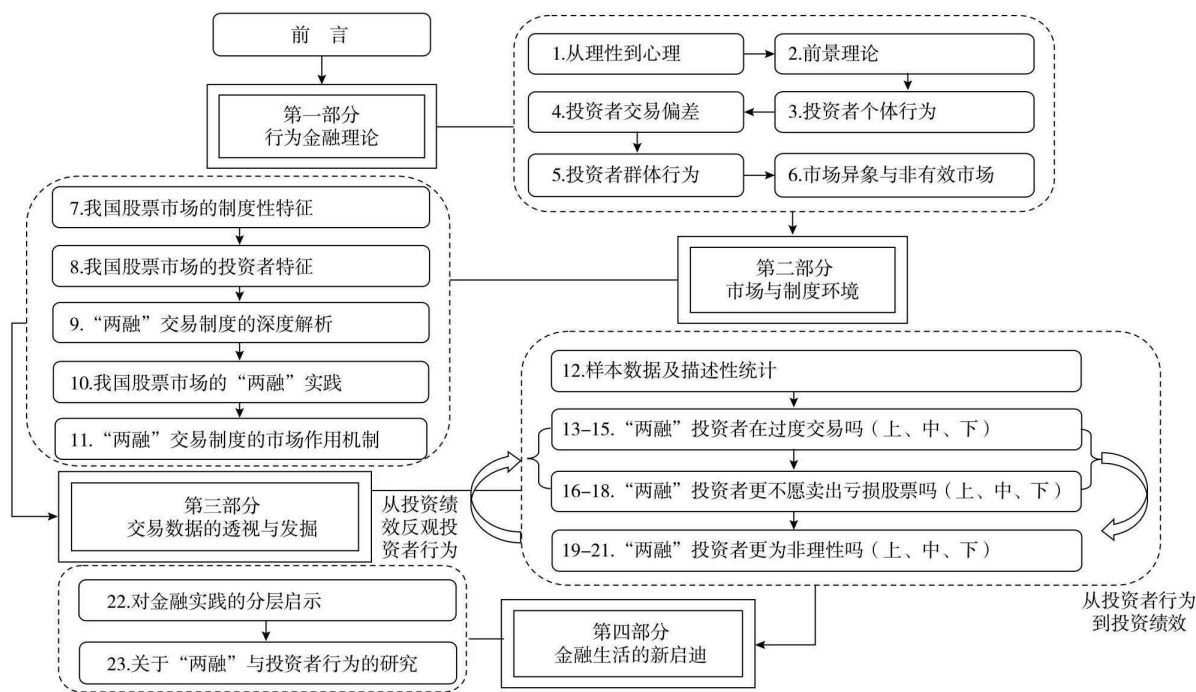 前 言
第一部分
行为金融理论
1.从理性到心理
2.前景理论
4.投资者交易偏差
3.投资者个体行为
5.投资者群体行为
6.市场异象与非有效市场
第二部分
市场与制度环境
7.我国股票市场的制度性特征
8.我国股票市场的投资者特征
9.“两融”交易制度的深度解析
10.我国股票市场的“两融”实践
11.“两融”交易制度的市场作用机制
第三部分
交易数据的透视与发掘
从投资绩
效反观投
资者行为
12.样本数据及描述性统计
13–15.“两融”投资者在过度交易吗（上、中、下）
16–18.“两融”投资者更不愿卖出亏损股票吗（上、中、下）
19–21.“两融”投资者更为非理性吗（上、中、下）
从投资者行为
到投资绩效
第四部分
金融生活的新启迪
22.对金融实践的分层启示
23.关于“两融”与投资者行为的研究